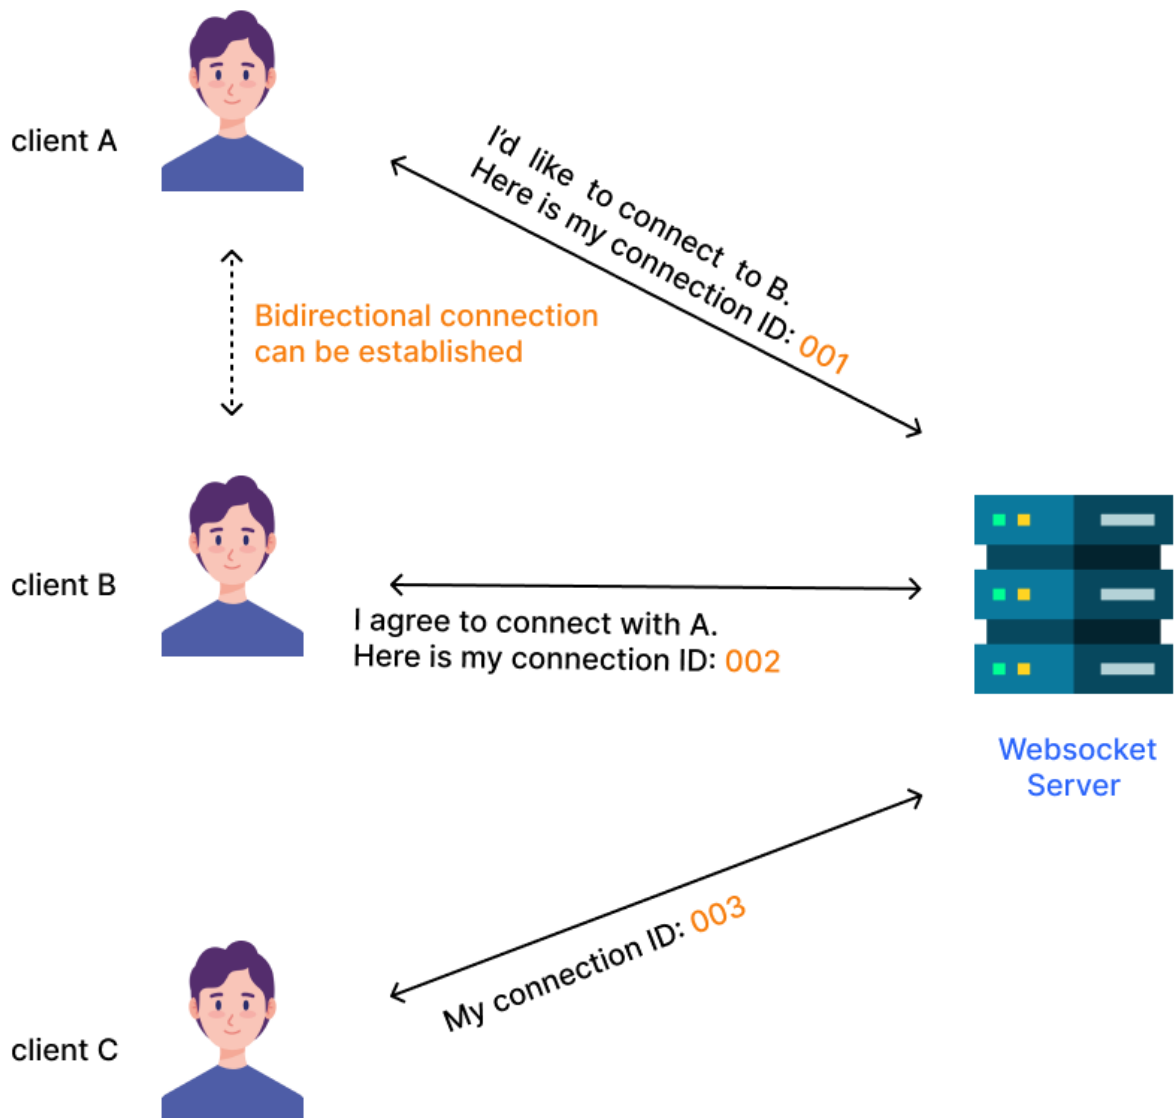 client A
I'd like to connect to B.
Here is my connection ID: 001
Bidirectional connection
can be established
client B
I agree to connect with A.
Here is my connection ID: 002
Websocket
Server
My connection ID: 003
client C